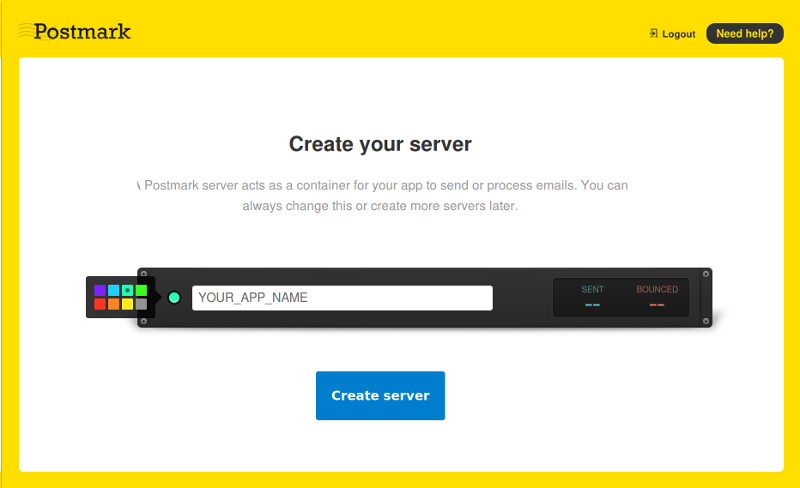 Postmark
Logout
Need help?
Create your server
A Postmark server acts as a container for your app to send or process emails. You can
always change this or create more servers later.
YOUR_APP_NAME
SENT
BOUNCED
--
--
Create server